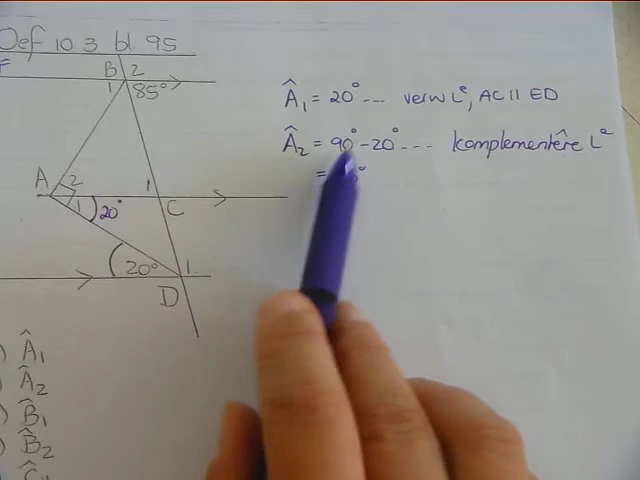 Oef 10.3 bl. 95
F
B 2
1 85°
Â₁ = 20° ... verw ∠ᵉ, AC || ED
Â₂ = 90° - 20° ... komplementêre ∠ᵉ
= °
A 2 1
1 20° C
20° 1
D
) Â₁
) Â₂
) B̂₁
) B̂₂